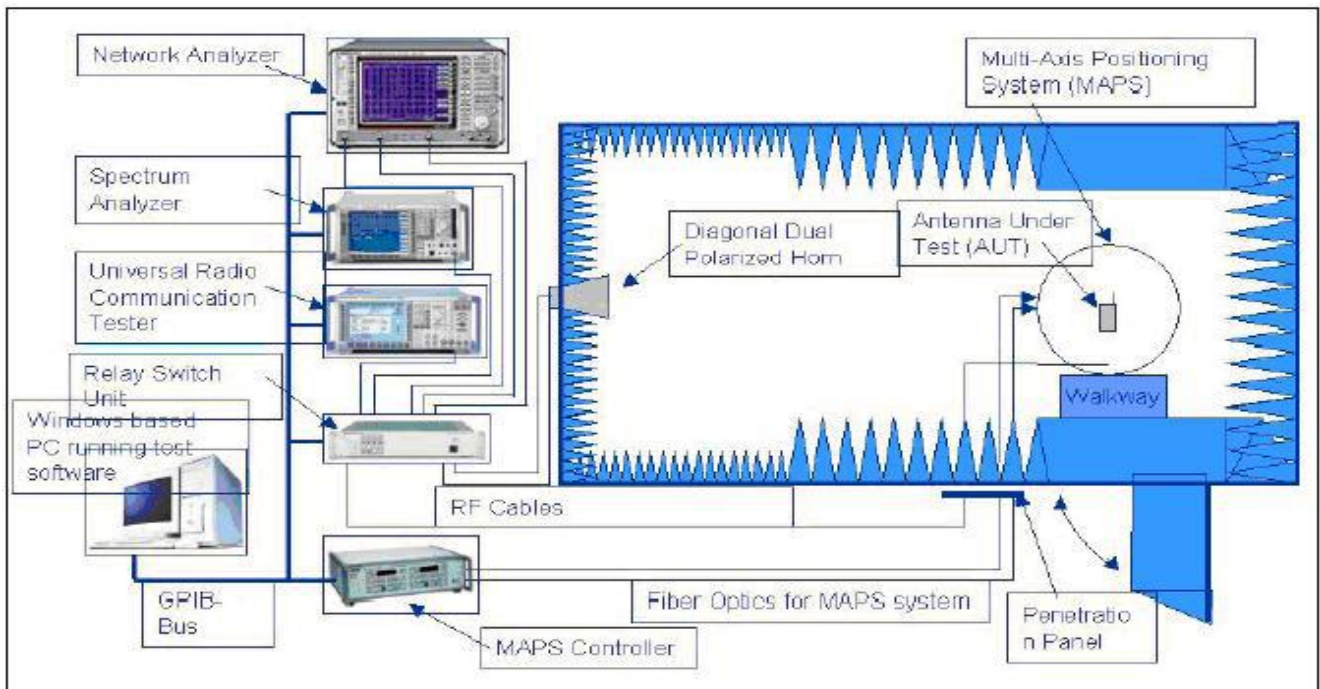 Network Analyzer
Multi-Axis Positioning
System (MAPS)
Spectrum
Analyzer
Diagonal Dual
Polarized Horn
Antenna Under
Test (AUT)
Universal Radio
Communication
Tester
Relay Switch
Unit
Walkway
Windows based
PC running test
software
RF Cables
GPIB-
Bus
Fiber Optics for MAPS system
Penetratio
n Panel
MAPS Controller